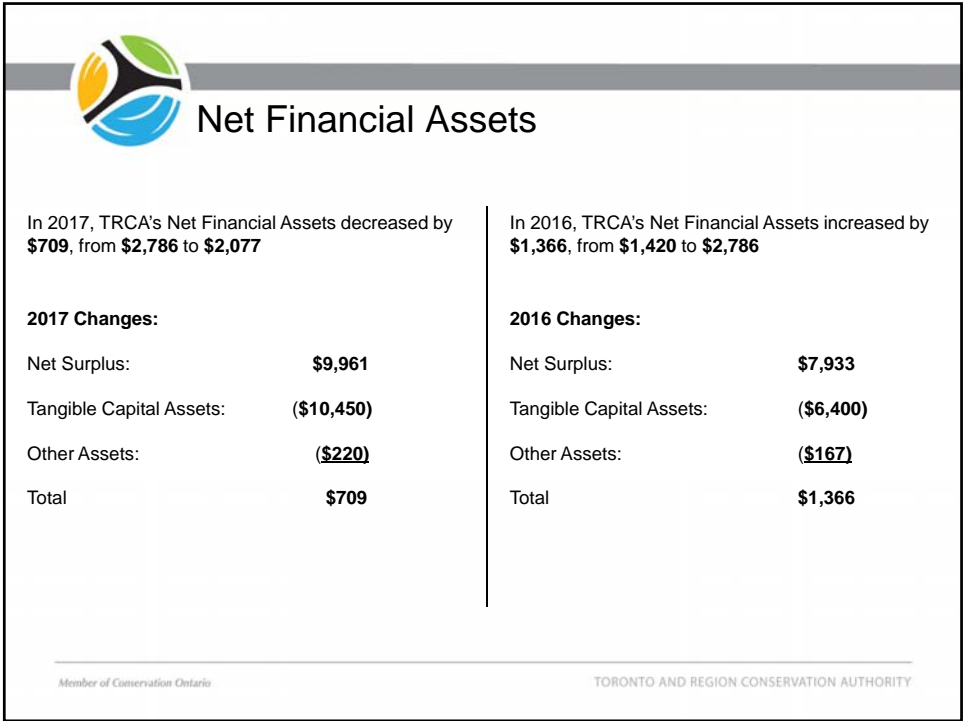 Net Financial Assets
In 2017, TRCA's Net Financial Assets decreased by
$709, from $2,786 to $2,077
2017 Changes:
Net Surplus: $9,961
Tangible Capital Assets: ($10,450)
Other Assets: ($220)
Total $709
In 2016, TRCA's Net Financial Assets increased by
$1,366, from $1,420 to $2,786
2016 Changes:
Net Surplus: $7,933
Tangible Capital Assets: ($6,400)
Other Assets: ($167)
Total $1,366
Member of Conservation Ontario
TORONTO AND REGION CONSERVATION AUTHORITY